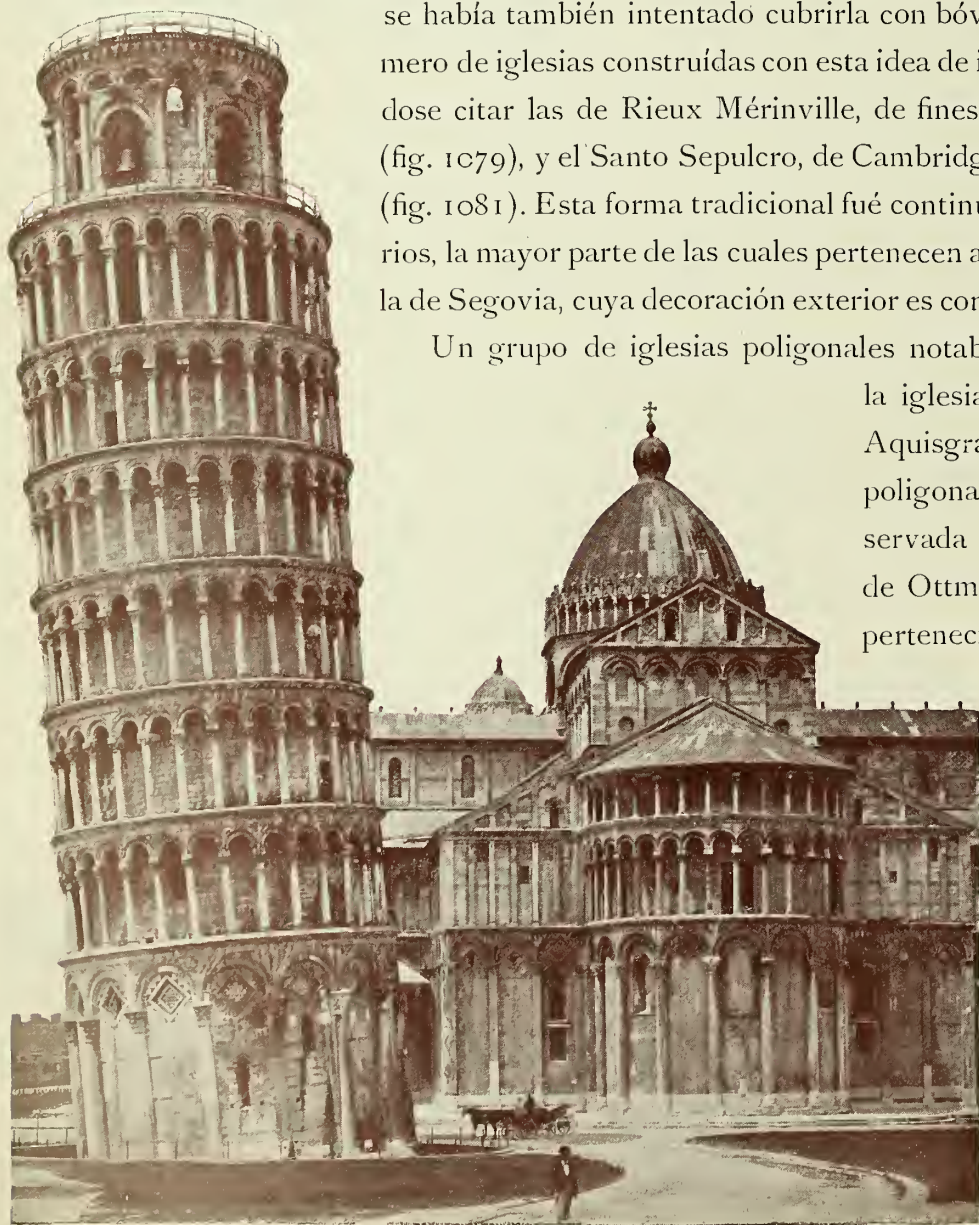 se había también intentado cubrirla con bóv
mero de iglesias construídas con esta idea de i
dose citar las de Rieux Mérinville, de fines
(fig. 1079), y el Santo Sepulcro, de Cambridg
(fig. 1081). Esta forma tradicional fué continu
rios, la mayor parte de las cuales pertenecen a
la de Segovia, cuya decoración exterior es con
Un grupo de iglesias poligonales notab
la iglesia
Aquisgra
poligona
servada
de Ottm
pertenec